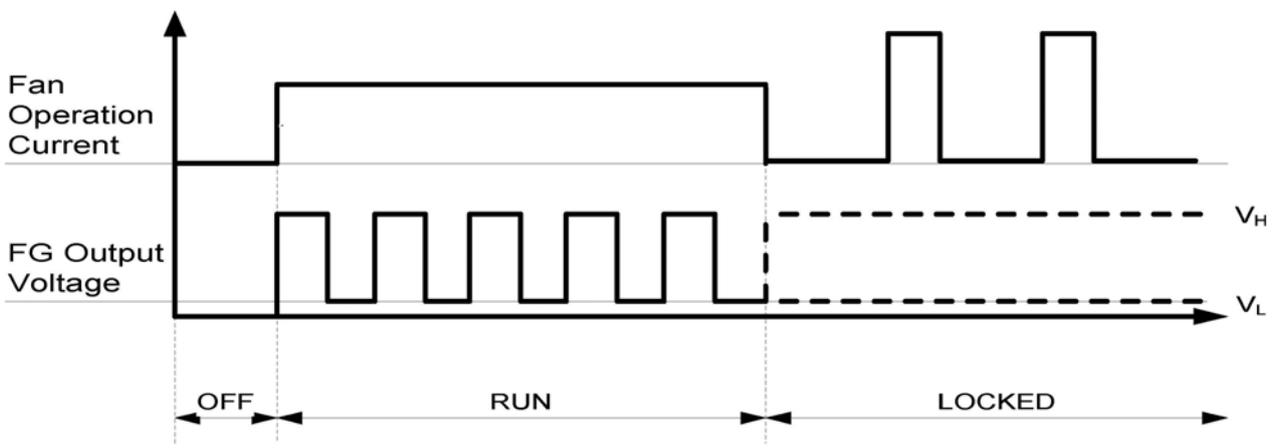 Fan
Operation
Current
FG Output
Voltage
VH
VL
OFF
RUN
LOCKED